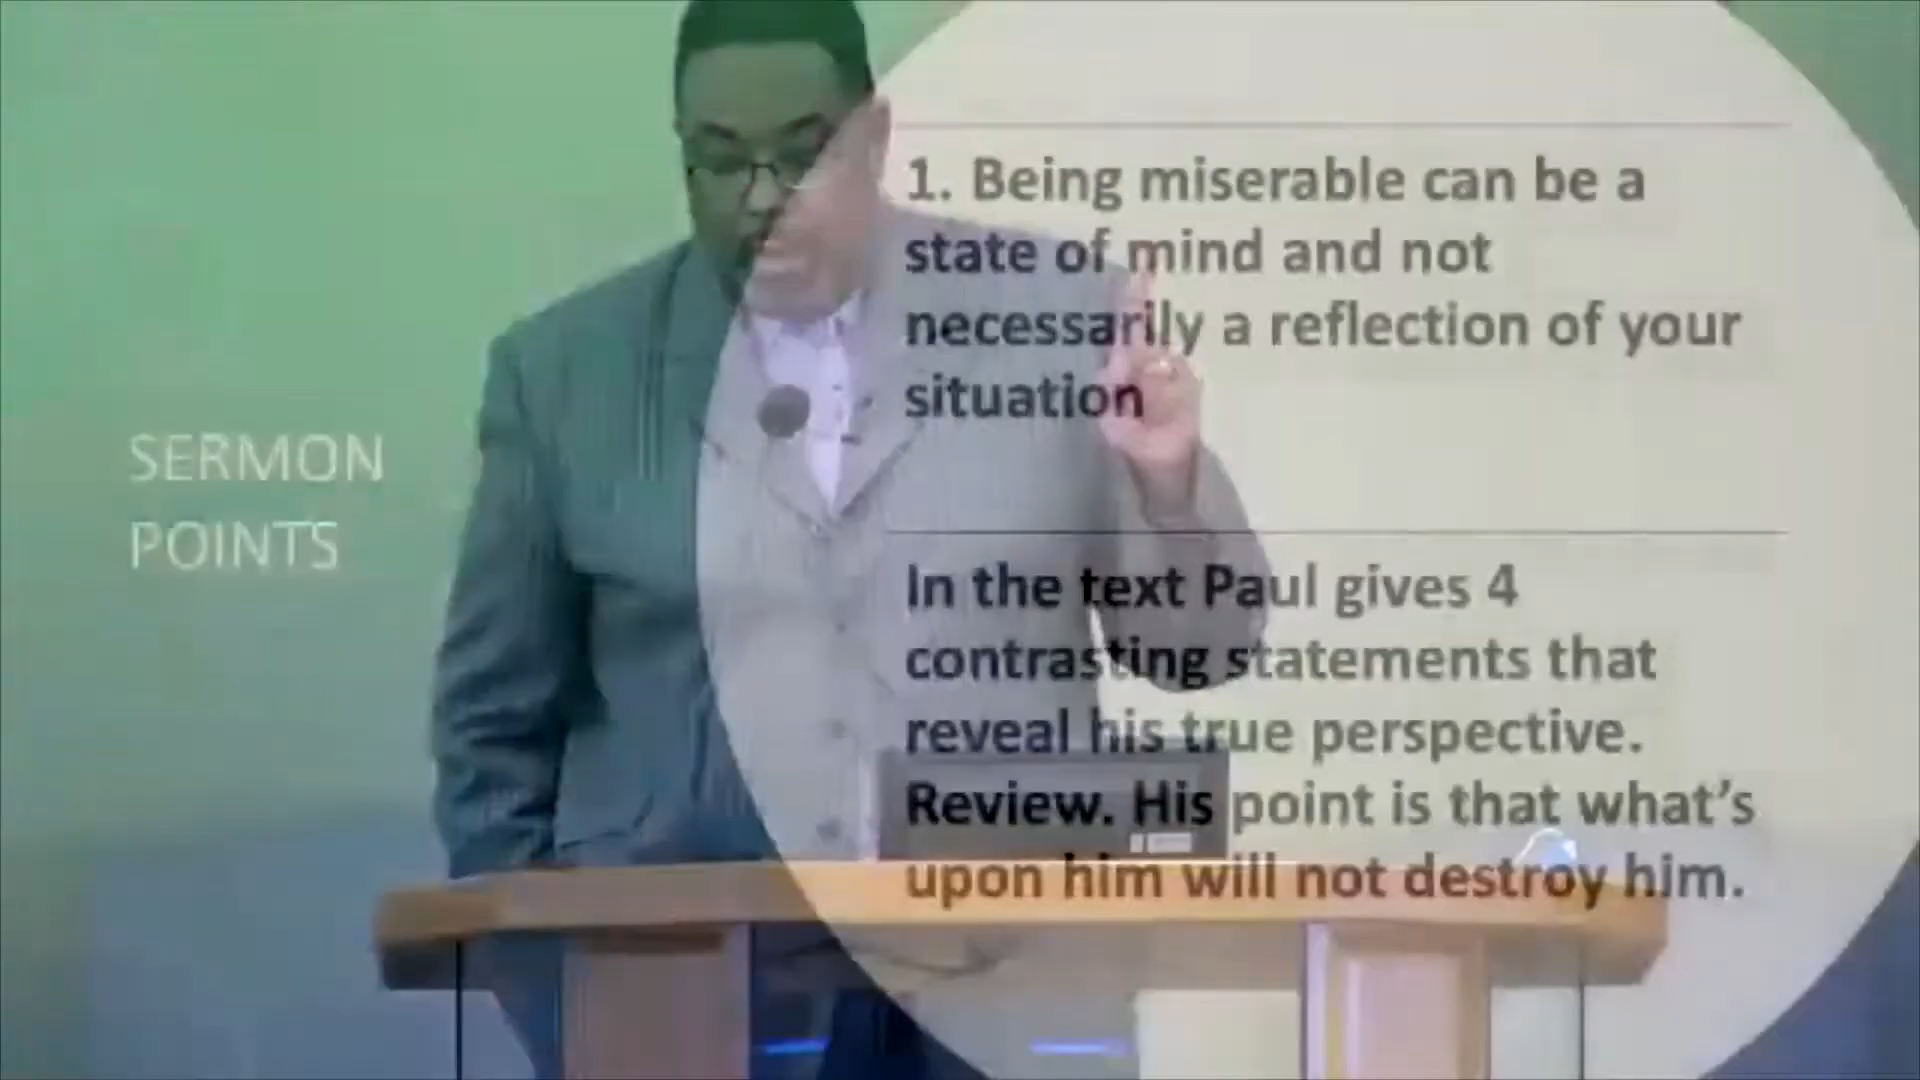 SERMON
POINTS
1. Being miserable can be a
state of mind and not
necessarily a reflection of your
situation
In the text Paul gives 4
contrasting statements that
reveal his true perspective.
Review. His point is that what’s
upon him will not destroy him.